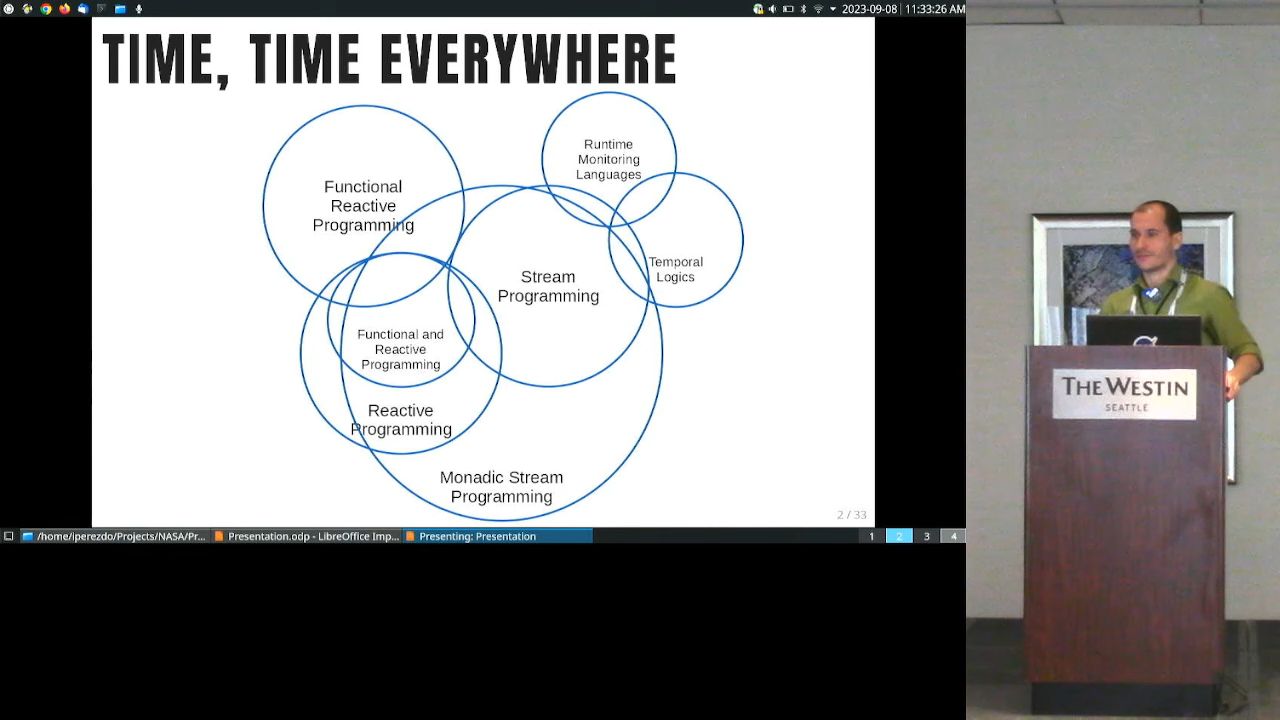 2023-09-08
11:33:26 AM
TIME, TIME EVERYWHERE
Runtime
Monitoring
Languages
Functional
Reactive
Programming
Temporal
Logics
Stream
Programming
Functional and
Reactive
Programming
Reactive
Programming
Monadic Stream
Programming
2 / 33
/home/iperezdo/Projects/NASA/Pr...
Presentation.odp - LibreOffice Imp...
Presenting: Presentation
1
2
3
4
THE WESTIN
SEATTLE